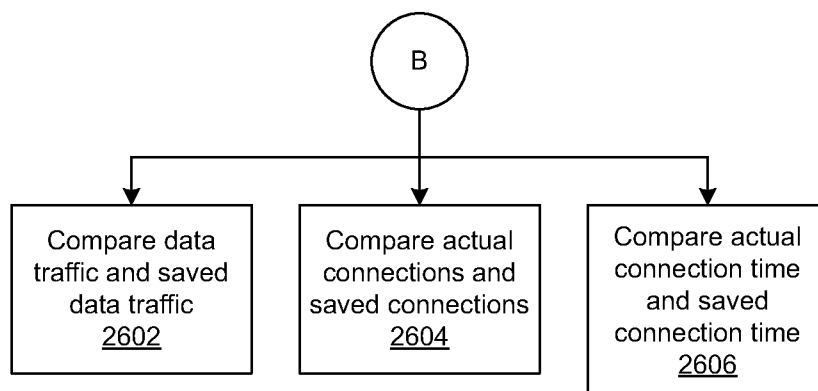 B
Compare data
traffic and saved
data traffic
2602
Compare actual
connections and
saved connections
2604
Compare actual
connection time
and saved
connection time
2606